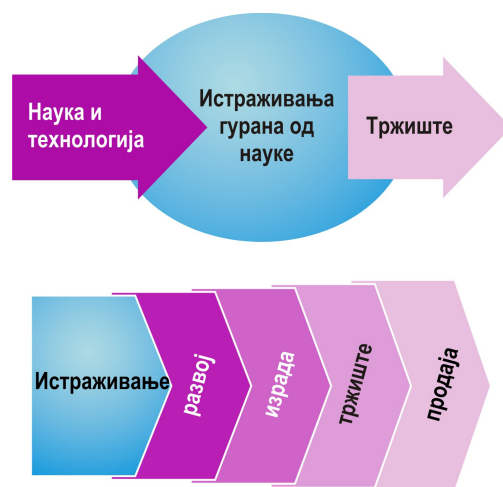 Наука и
технологија
Истраживања
гурана од
науке
Тржиште
Истраживање
развој
израда
тржиште
продаја